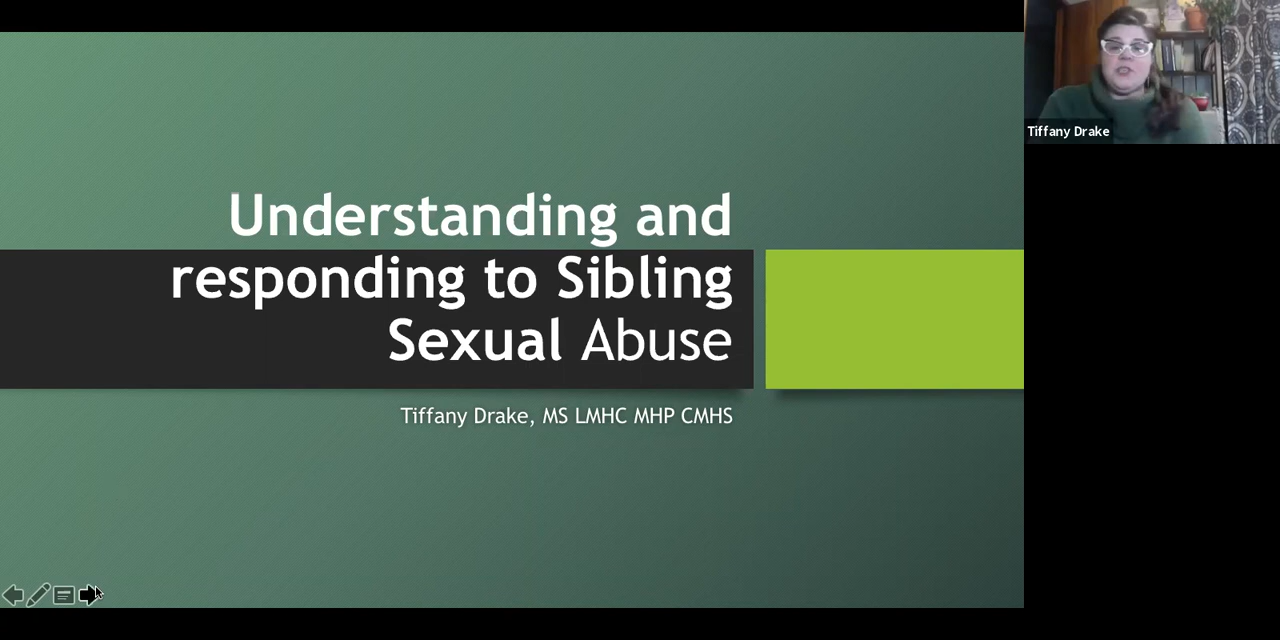 Understanding and
responding to Sibling
Sexual Abuse
Tiffany Drake, MS LMHC MHP CMHS
Tiffany Drake